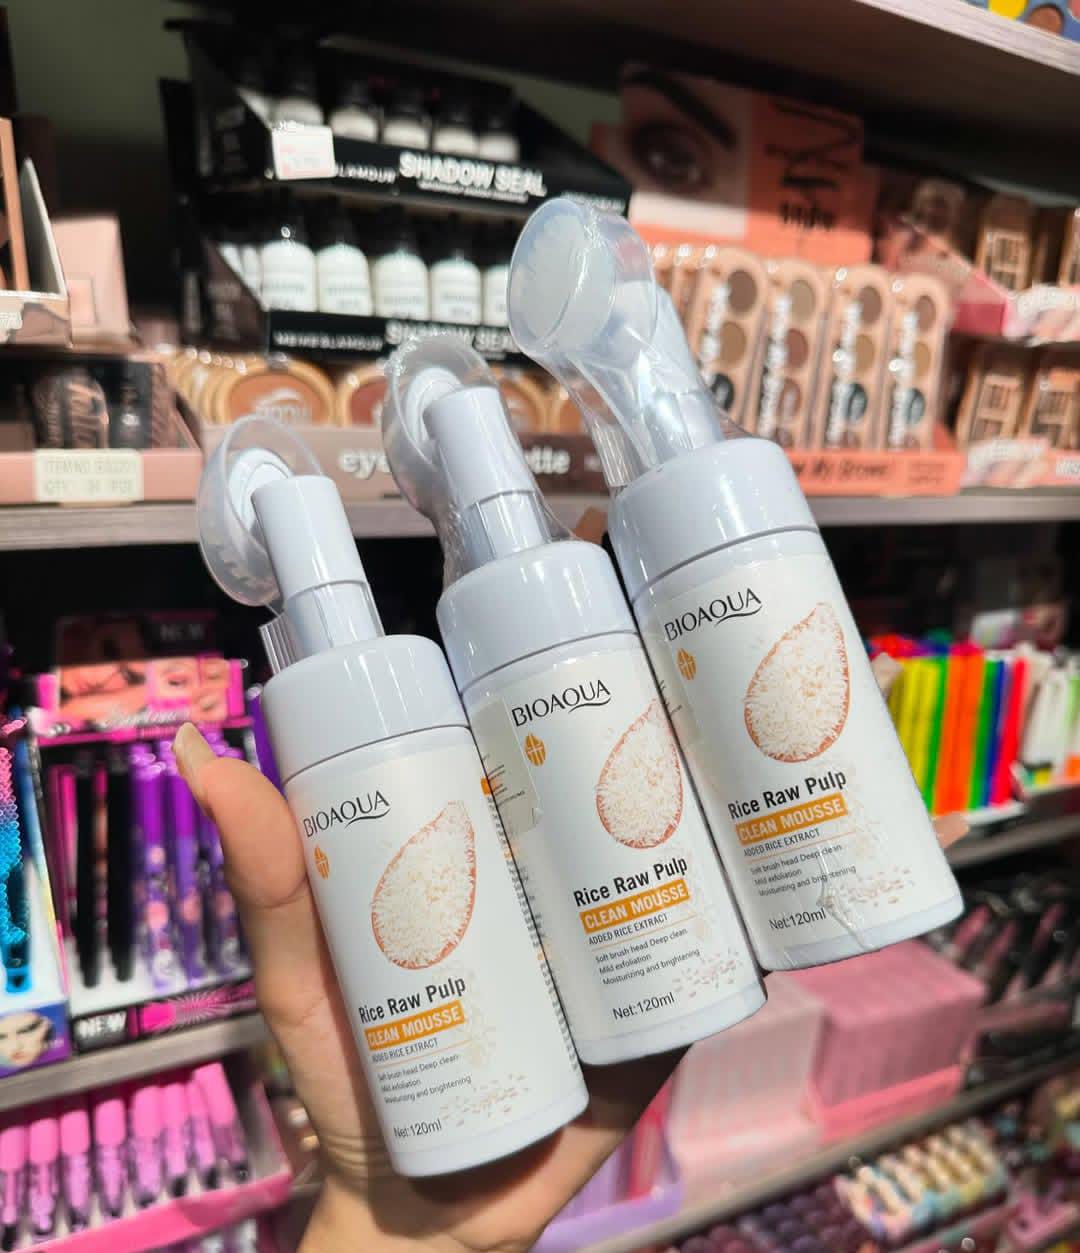 SHADOW SEAL
SHADOW SEAL
ITEM NO
NEW
NEW
BIOAQUA
Rice Raw Pulp
CLEAN MOUSSE
ADDED RICE EXTRACT
Soft brush head Deep clean
Mild exfoliation
Moisturizing and brightening
Net:120ml
BIOAQUA
Rice Raw Pulp
CLEAN MOUSSE
ADDED RICE EXTRACT
Soft brush head Deep clean
Mild exfoliation
Moisturizing and brightening
Net:120ml
BIOAQUA
Rice Raw Pulp
CLEAN MOUSSE
ADDED RICE EXTRACT
Soft brush head Deep clean
Mild exfoliation
Moisturizing and brightening
Net:120ml